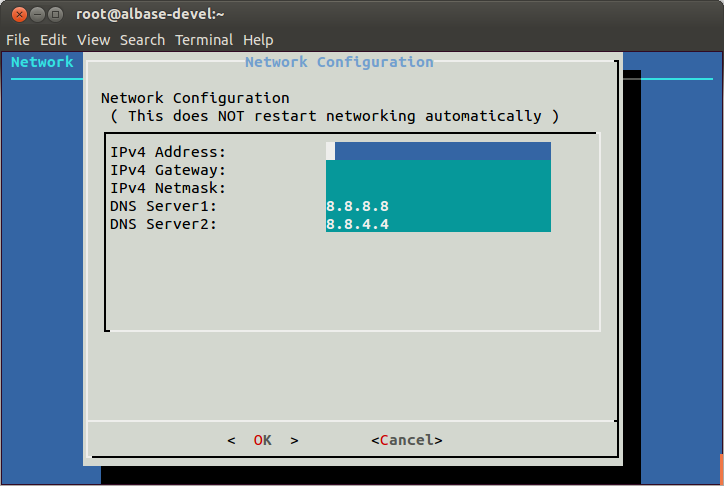 root@albase-devel:~
File Edit View Search Terminal Help
Network
Network Configuration
Network Configuration
( This does NOT restart networking automatically )
IPv4 Address:
IPv4 Gateway:
IPv4 Netmask:
DNS Server1: 8.8.8.8
DNS Server2: 8.8.4.4
< OK > <Cancel>